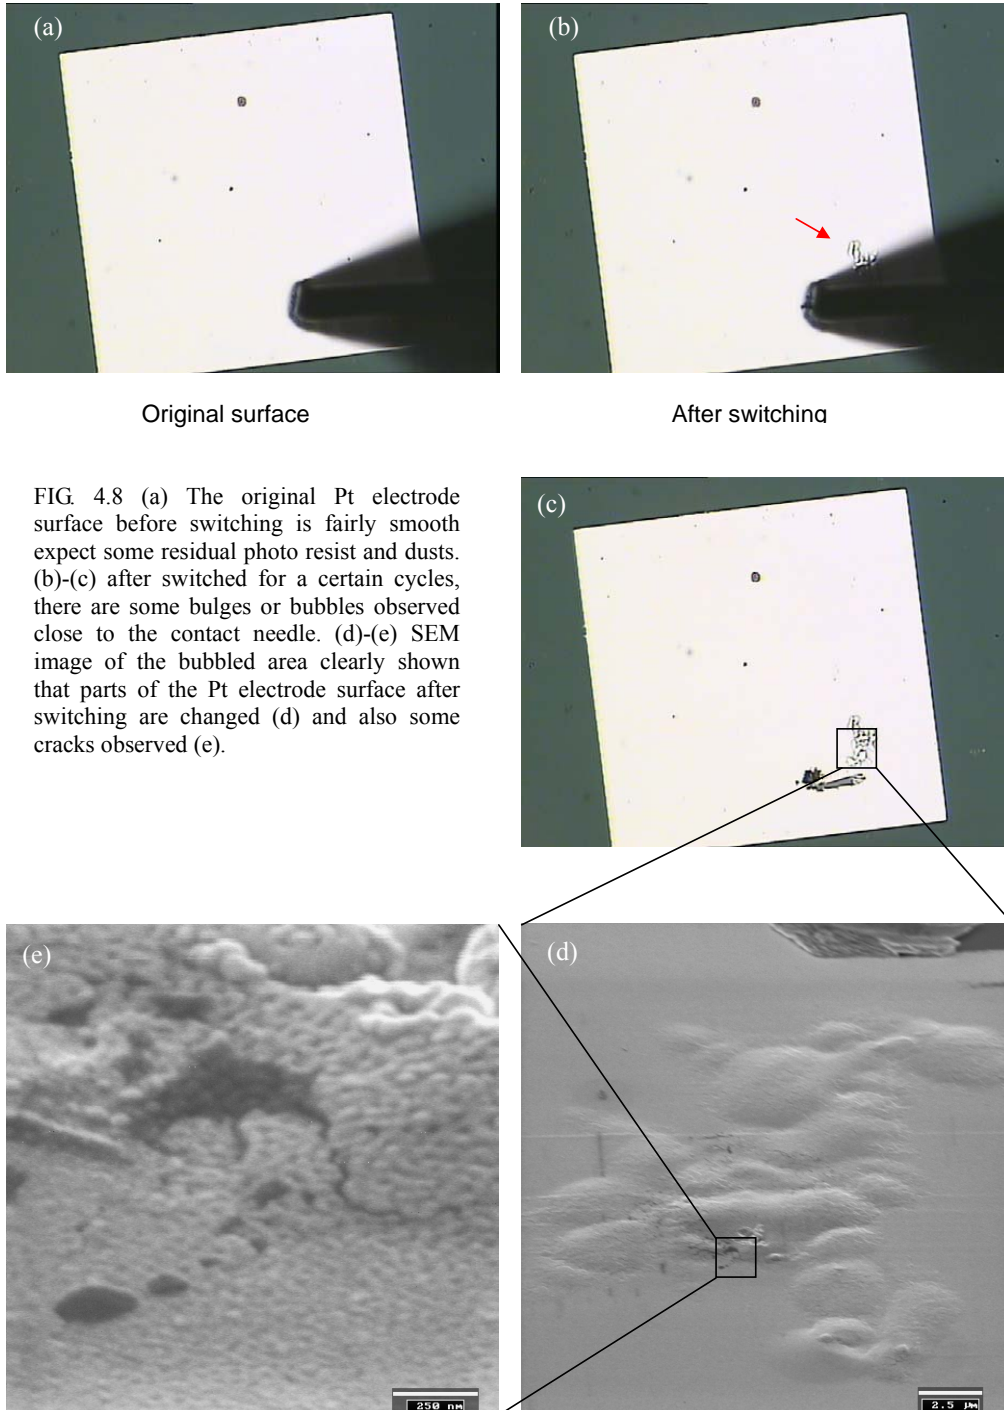 (a)
(b)
Original surface
After switching
FIG. 4.8 (a) The original Pt electrode
surface before switching is fairly smooth
expect some residual photo resist and dusts.
(b)-(c) after switched for a certain cycles,
there are some bulges or bubbles observed
close to the contact needle. (d)-(e) SEM
image of the bubbled area clearly shown
that parts of the Pt electrode surface after
switching are changed (d) and also some
cracks observed (e).
(c)
(e)
(d)
250 nm
2.5 µm